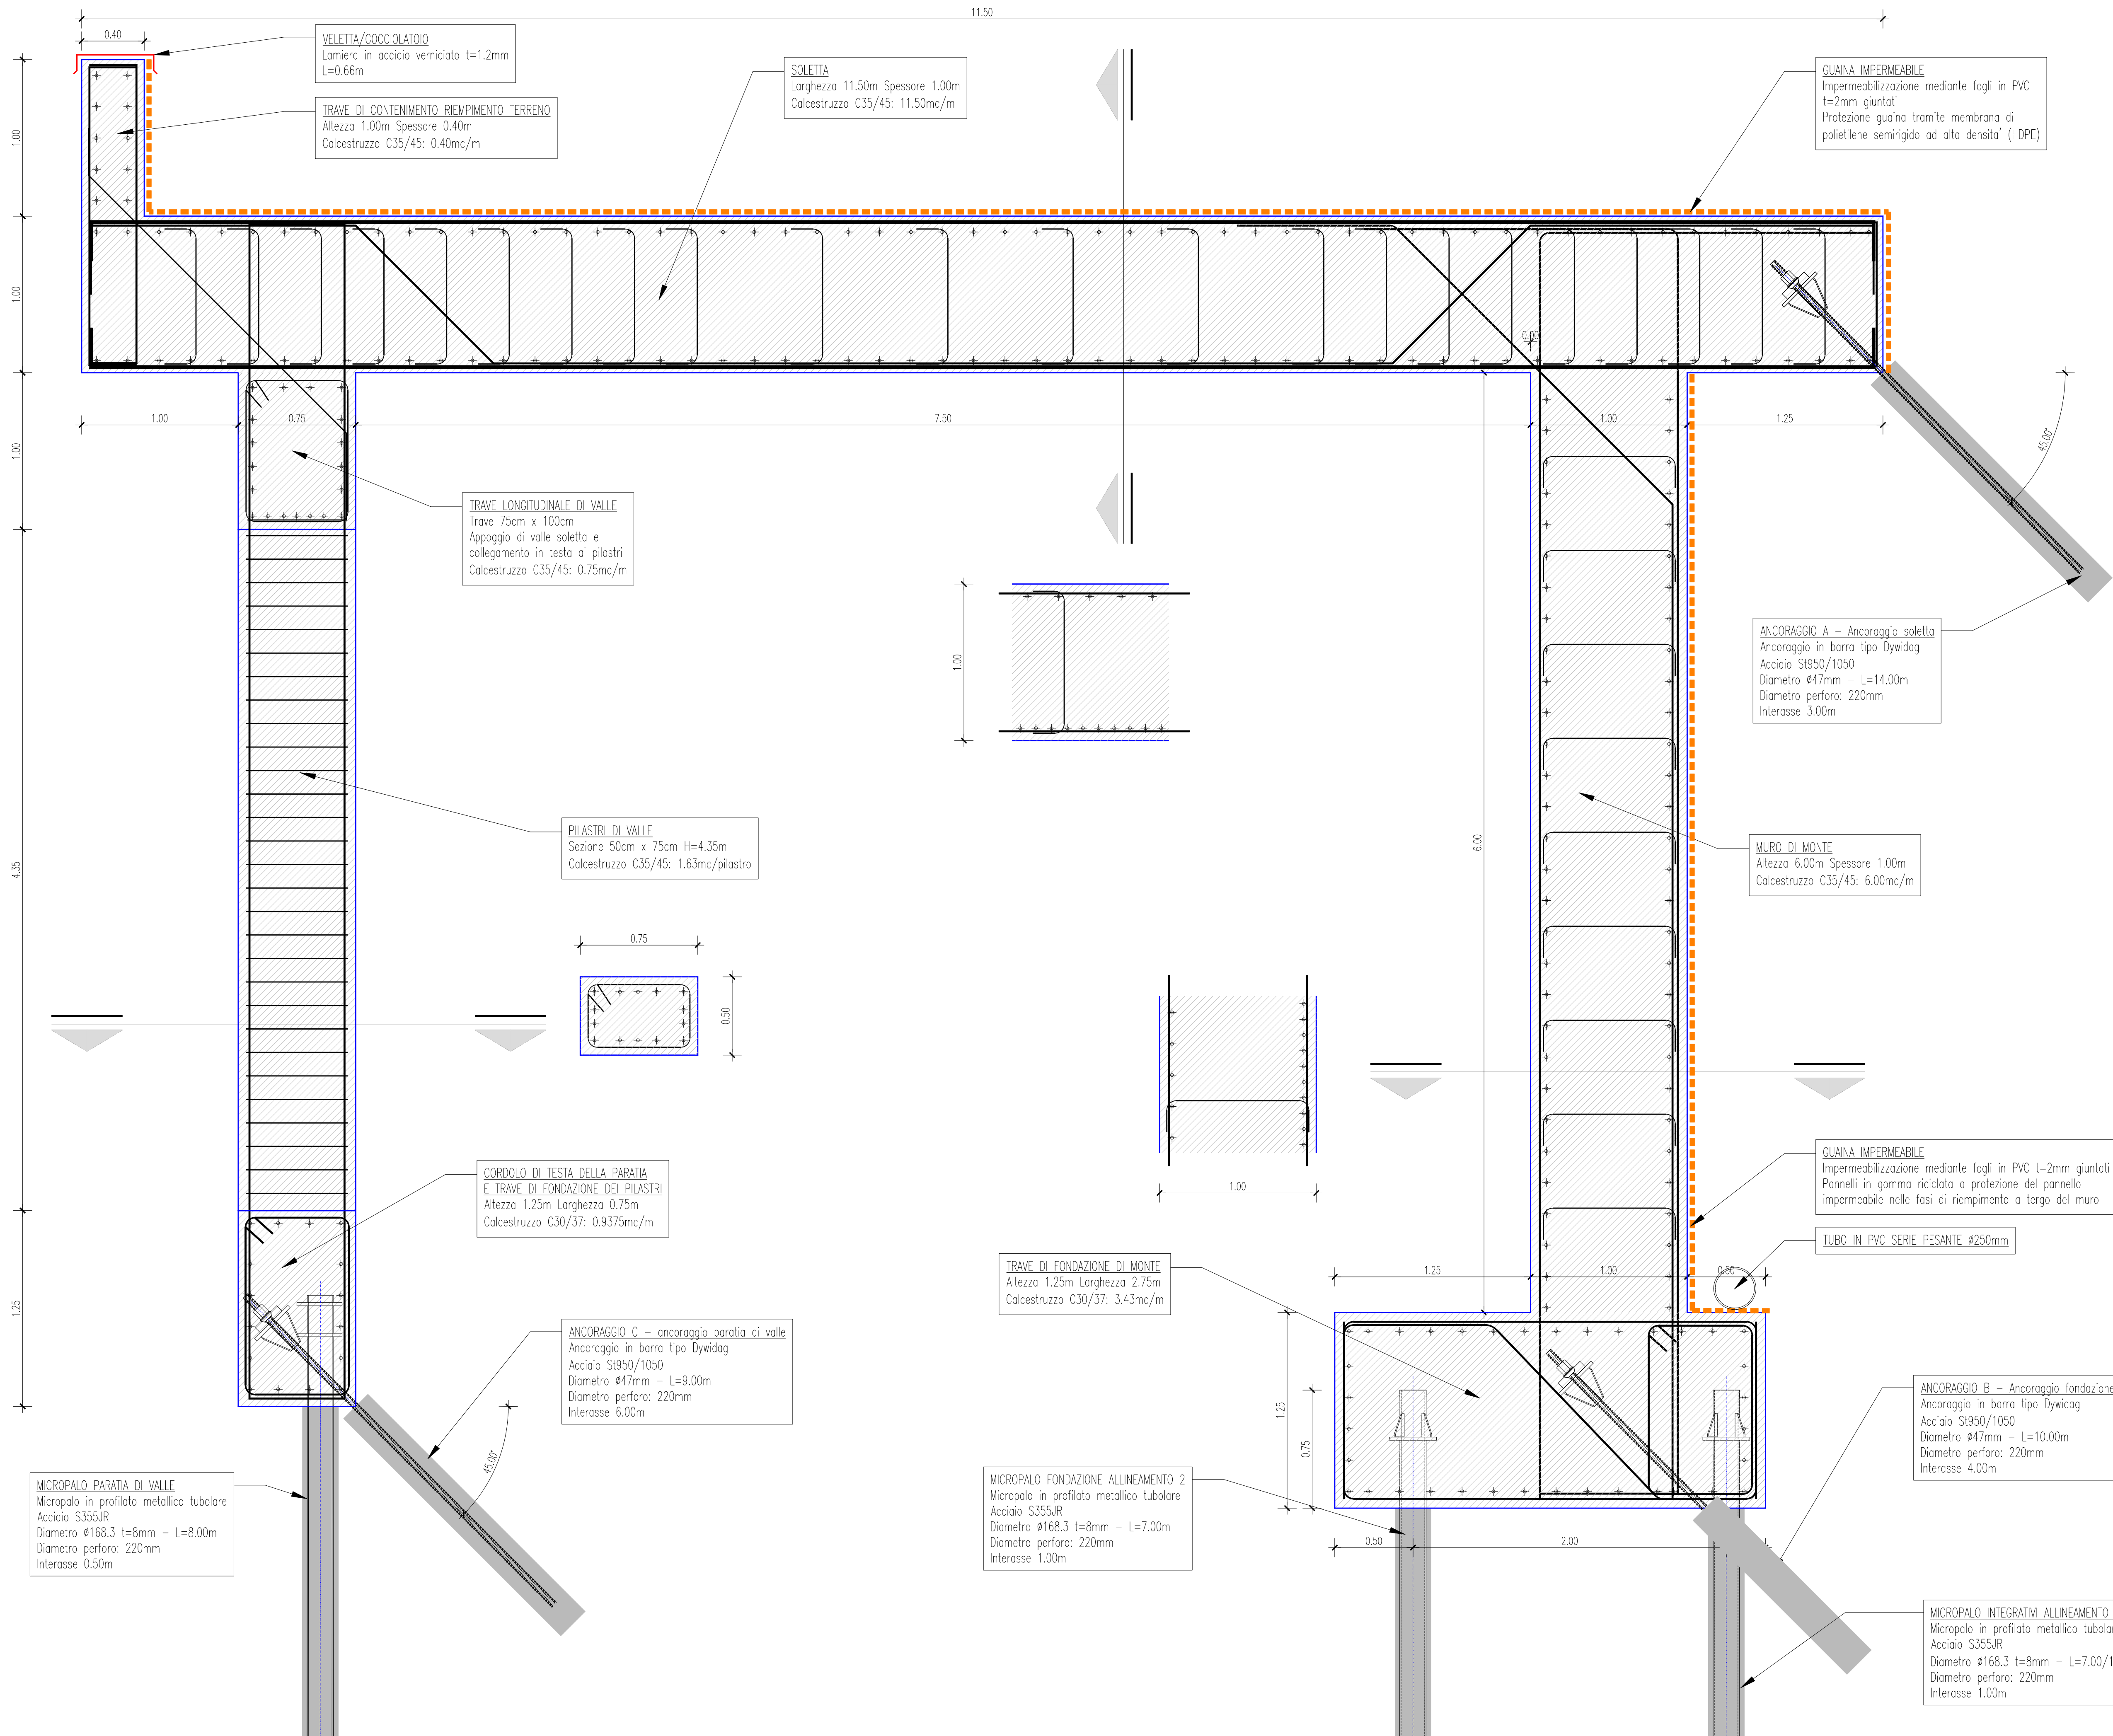 11.50
0.40
VELETTA/GOCCIOLATOIO
Lamiera in acciaio verniciato t=1.2mm
L=0.66m
TRAVE DI CONTENIMENTO RIEMPIMENTO TERRENO
Altezza 1.00m Spessore 0.40m
Calcestruzzo C35/45: 0.40mc/m
SOLETTA
Larghezza 11.50m Spessore 1.00m
Calcestruzzo C35/45: 11.50mc/m
GUAINA IMPERMEABILE
Impermeabilizzazione mediante fogli in PVC
t=2mm giuntati
Protezione guaina tramite membrana di
polietilene semirigido ad alta densita' (HDPE)
1.00
1.00
0.00
1.00
1.00
0.75
7.50
1.00
1.25
45.00°
TRAVE LONGITUDINALE DI VALLE
Trave 75cm x 100cm
Appoggio di valle soletta e
collegamento in testa ai pilastri
Calcestruzzo C35/45: 0.75mc/m
1.00
ANCORAGGIO A - Ancoraggio soletta
Ancoraggio in barra tipo Dywidag
Acciaio St950/1050
Diametro ø47mm - L=14.00m
Diametro perforo: 220mm
Interasse 3.00m
4.35
PILASTRI DI VALLE
Sezione 50cm x 75cm H=4.35m
Calcestruzzo C35/45: 1.63mc/pilastro
6.00
MURO DI MONTE
Altezza 6.00m Spessore 1.00m
Calcestruzzo C35/45: 6.00mc/m
0.75
0.50
1.00
CORDOLO DI TESTA DELLA PARATIA
E TRAVE DI FONDAZIONE DEI PILASTRI
Altezza 1.25m Larghezza 0.75m
Calcestruzzo C30/37: 0.9375mc/m
GUAINA IMPERMEABILE
Impermeabilizzazione mediante fogli in PVC t=2mm giuntati
Pannelli in gomma riciclata a protezione del pannello
impermeabile nelle fasi di riempimento a tergo del muro
TUBO IN PVC SERIE PESANTE ø250mm
TRAVE DI FONDAZIONE DI MONTE
Altezza 1.25m Larghezza 2.75m
Calcestruzzo C30/37: 3.43mc/m
1.25
1.00
0.50
1.25
ANCORAGGIO C - ancoraggio paratia di valle
Ancoraggio in barra tipo Dywidag
Acciaio St950/1050
Diametro ø47mm - L=9.00m
Diametro perforo: 220mm
Interasse 6.00m
45.00°
1.25
0.75
ANCORAGGIO B - Ancoraggio fondazione
Ancoraggio in barra tipo Dywidag
Acciaio St950/1050
Diametro ø47mm - L=10.00m
Diametro perforo: 220mm
Interasse 4.00m
MICROPALO PARATIA DI VALLE
Micropalo in profilato metallico tubolare
Acciaio S355JR
Diametro ø168.3 t=8mm - L=8.00m
Diametro perforo: 220mm
Interasse 0.50m
MICROPALO FONDAZIONE ALLINEAMENTO 2
Micropalo in profilato metallico tubolare
Acciaio S355JR
Diametro ø168.3 t=8mm - L=7.00m
Diametro perforo: 220mm
Interasse 1.00m
0.50
2.00
MICROPALO INTEGRATIVI ALLINEAMENTO
Micropalo in profilato metallico tubola
Acciaio S355JR
Diametro ø168.3 t=8mm - L=7.00/1
Diametro perforo: 220mm
Interasse 1.00m